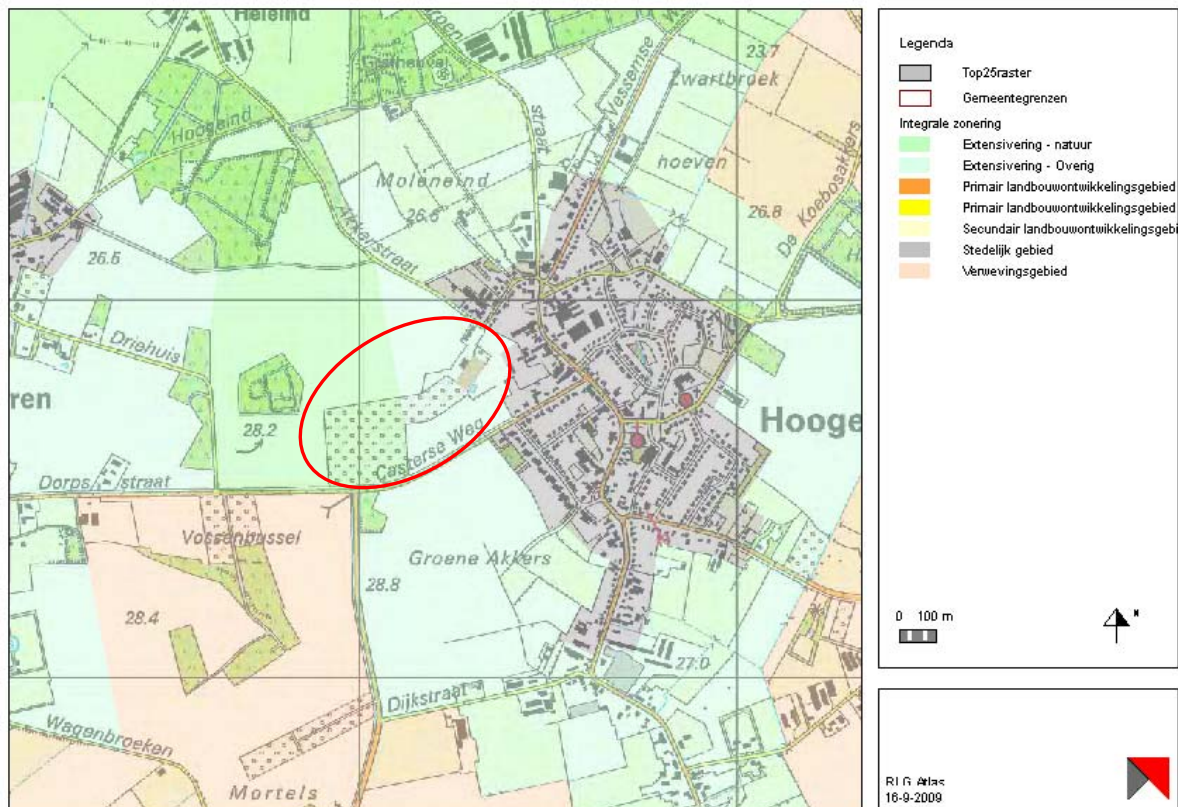 Heleind
Groeneval
Hoogeind
Moleneind
26.6
straat
Vessemse
W
Zwartbroek
23.7
hoeven
26.8
De Koebosakkers
26.5
Driehuis
ren
28.2
Casterse Weg
Hooge
Dorpsstraat
Vossenbussel
Groene Akkers
28.8
28.4
27.0
Dijkstraat
Wagenbroeken
Mortels
Legenda
Top25raster
Gemeentegrenzen
Integrale zonering
Extensivering - natuur
Extensivering - Overig
Primair landbouwontwikkelingsgebied
Primair landbouwontwikkelingsgebied
Secundair landbouwontwikkelingsgebi
Stedelijk gebied
Verwevingsgebied
0 100 m
N
RLG Atlas
16-9-2009